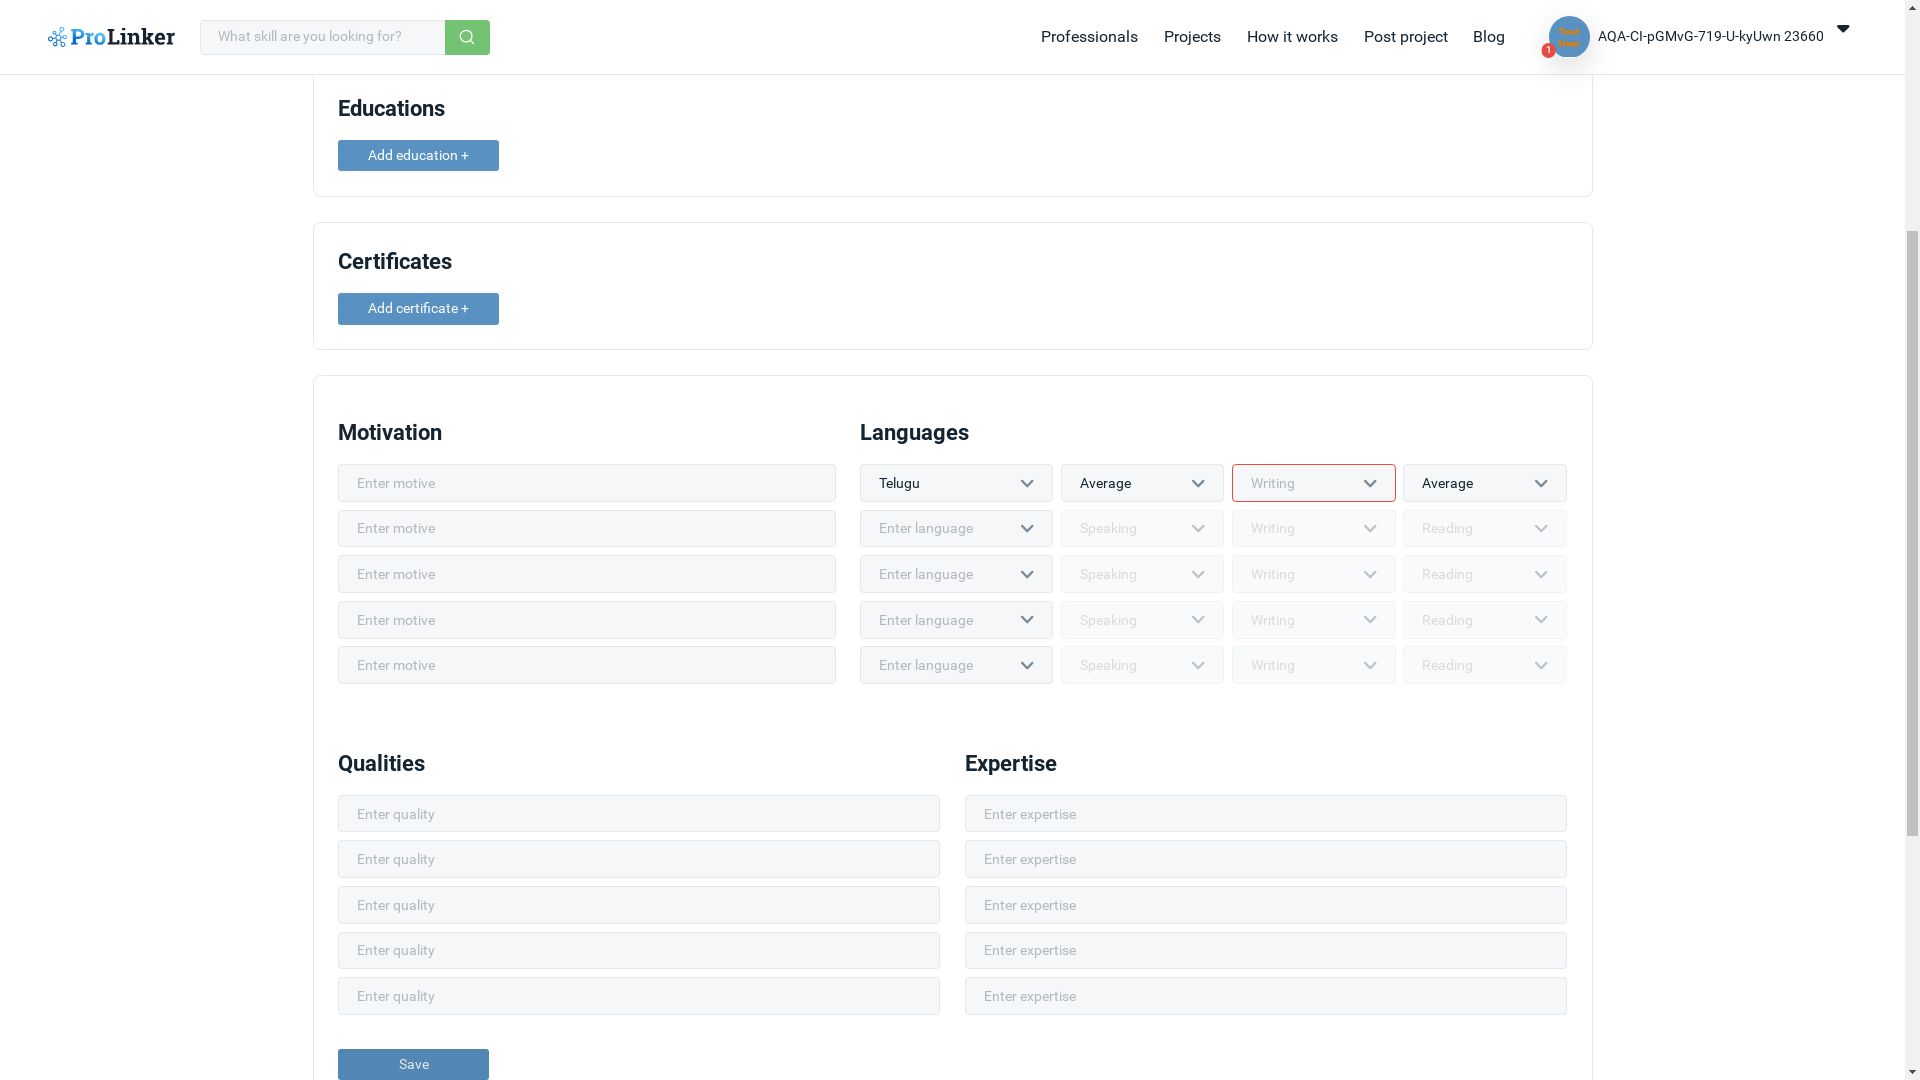 ProLinker
What skill are you looking for?
Professionals
Projects
How it works
Post project
Blog
Test User
1
AQA-CI-pGMvG-719-U-kyUwn 23660
Educations
Add education +
Certificates
Add certificate +
Motivation
Enter motive
Enter motive
Enter motive
Enter motive
Enter motive
Languages
Telugu Average Writing Average
Enter language Speaking Writing Reading
Enter language Speaking Writing Reading
Enter language Speaking Writing Reading
Enter language Speaking Writing Reading
Qualities
Enter quality
Enter quality
Enter quality
Enter quality
Enter quality
Expertise
Enter expertise
Enter expertise
Enter expertise
Enter expertise
Enter expertise
Save